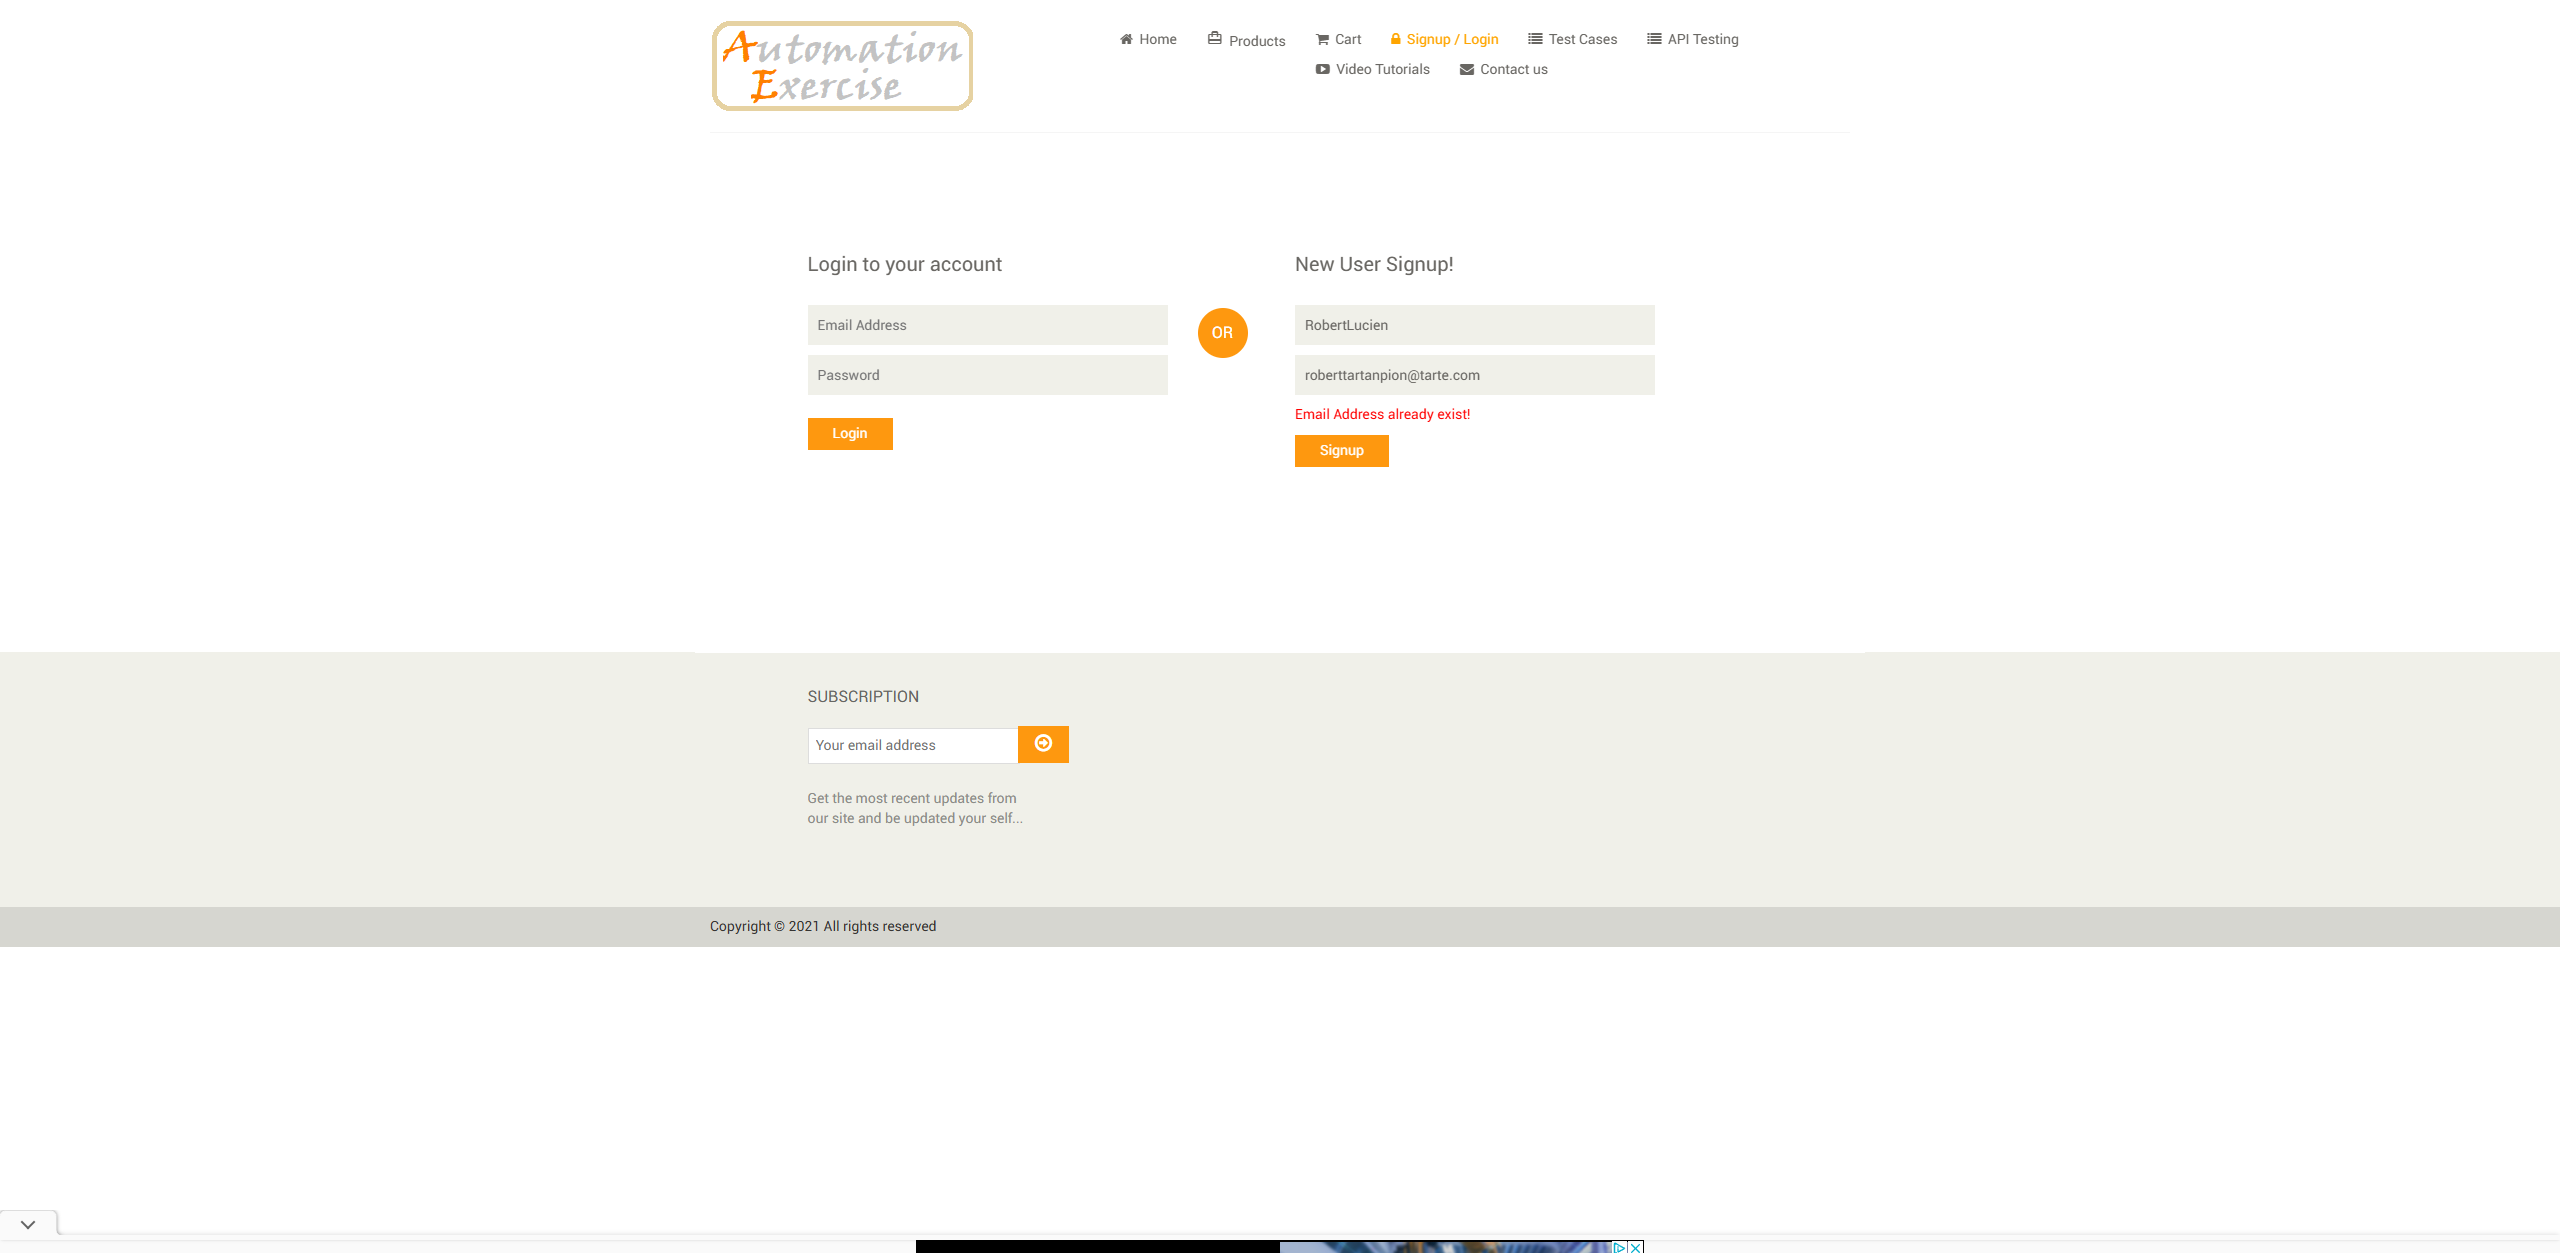 Automation
Exercise
Home
Products
Cart
Signup / Login
Test Cases
API Testing
Video Tutorials
Contact us
Login to your account
Email Address
Password
Login
OR
New User Signup!
RobertLucien
roberttartanpion@tarte.com
Email Address already exist!
Signup
SUBSCRIPTION
Your email address
Get the most recent updates from
our site and be updated your self...
Copyright © 2021 All rights reserved